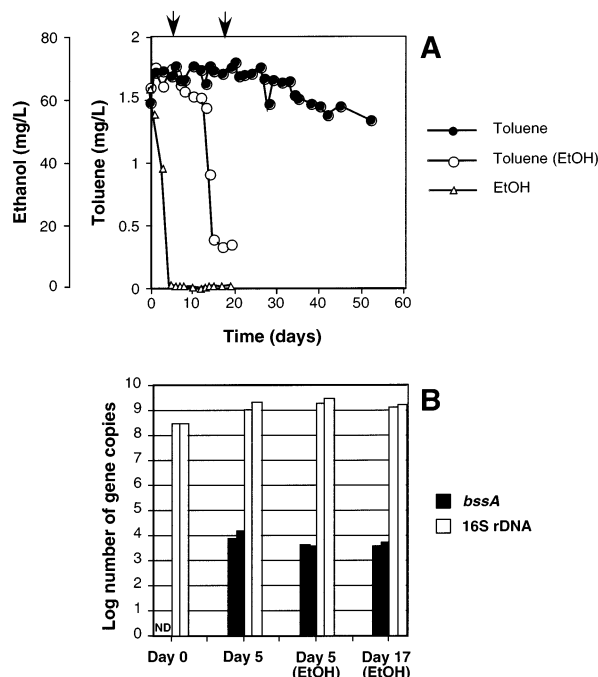 A
Ethanol (mg/L)
80
60
40
20
0
Toluene (mg/L)
2
1.5
1
0.5
0
0 10 20 30 40 50 60
Time (days)
Toluene
Toluene (EtOH)
EtOH
B
Log number of gene copies
10
9
8
7
6
5
4
3
2
1
0
ND
Day 0 Day 5 Day 5 Day 17
(EtOH) (EtOH)
bssA
16S rDNA